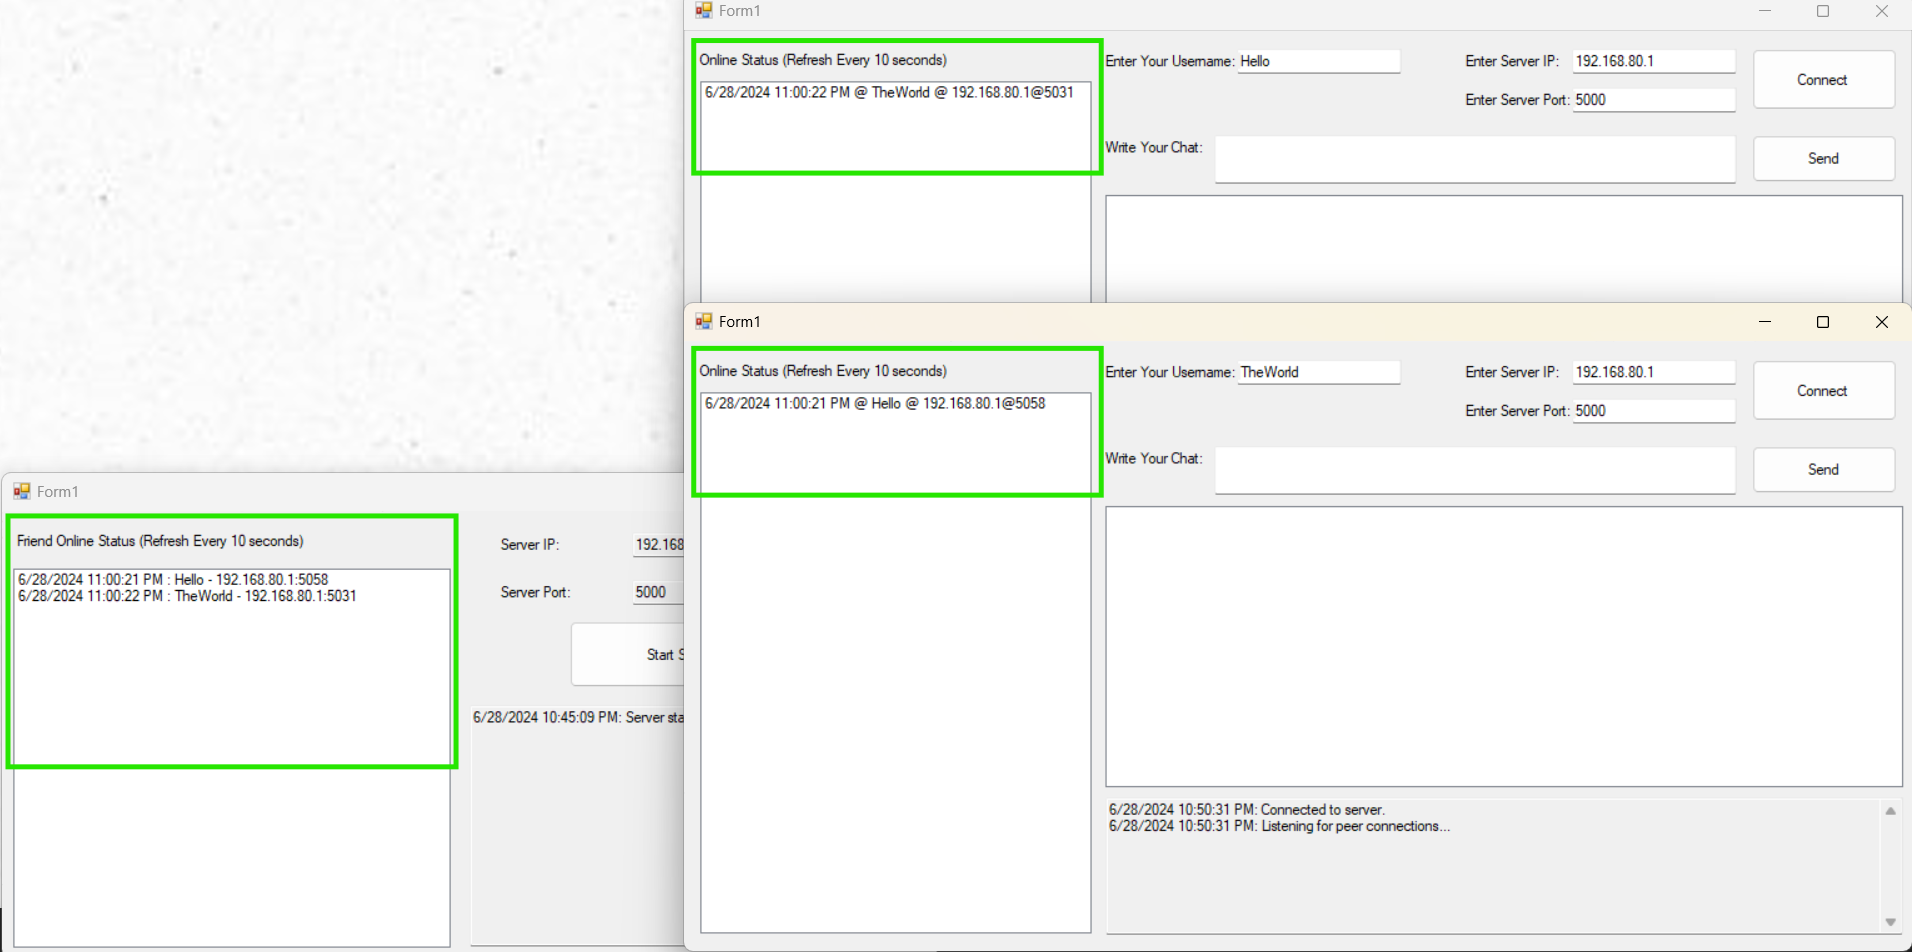 Form1
Online Status (Refresh Every 10 seconds)
6/28/2024 11:00:22 PM @ TheWorld @ 192.168.80.1@5031
Enter Your Username: Hello
Enter Server IP: 192.168.80.1
Connect
Enter Server Port: 5000
Write Your Chat:
Send
Form1
Online Status (Refresh Every 10 seconds)
6/28/2024 11:00:21 PM @ Hello @ 192.168.80.1@5058
Enter Your Username: TheWorld
Enter Server IP: 192.168.80.1
Connect
Enter Server Port: 5000
Write Your Chat:
Send
6/28/2024 10:50:31 PM: Connected to server.
6/28/2024 10:50:31 PM: Listening for peer connections...
Form1
Friend Online Status (Refresh Every 10 seconds)
6/28/2024 11:00:21 PM : Hello - 192.168.80.1:5058
6/28/2024 11:00:22 PM : TheWorld - 192.168.80.1:5031
Server IP: 192.168
Server Port: 5000
Start
6/28/2024 10:45:09 PM: Server